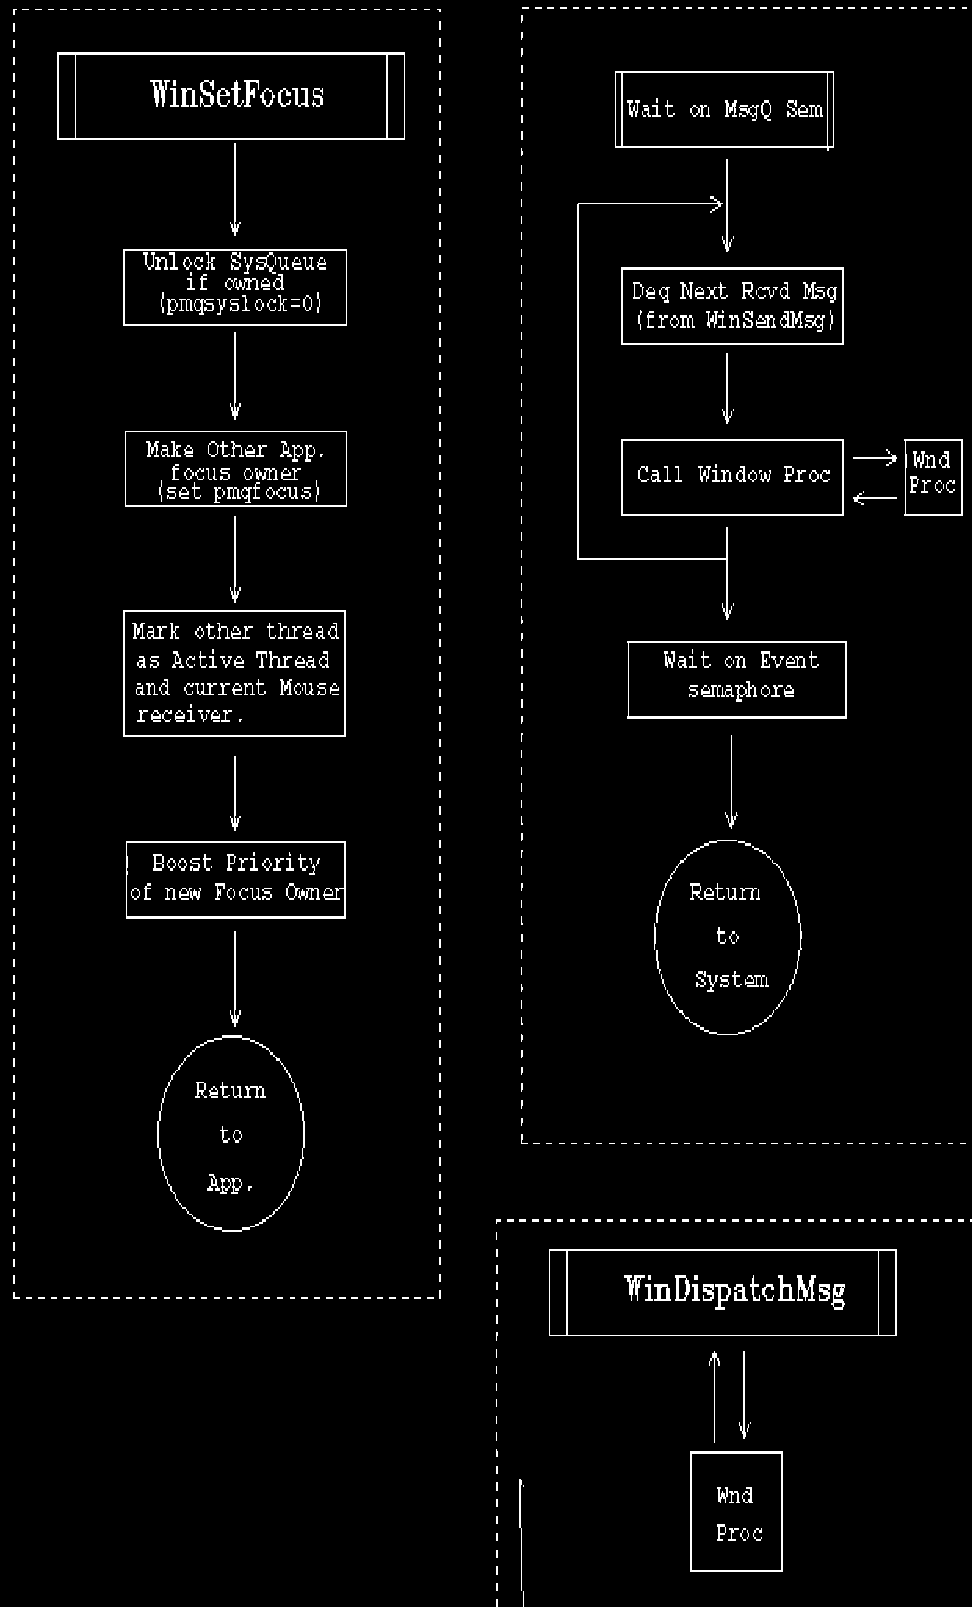 WinSetFocus
Unlock SysQueue
if owned
(pmqsyslock=0)
Make Other App.
focus owner
(set pmqfocus)
Mark other thread
as Active Thread
and current Mouse
receiver.
Boost Priority
of new Focus Owner
Return
to
App.
Wait on MsgQ Sem
Deq Next Rcvd Msg
(from WinSendMsg)
Call Window Proc
Wnd
Proc
Wait on Event
semaphore
Return
to
System
WinDispatchMsg
Wnd
Proc